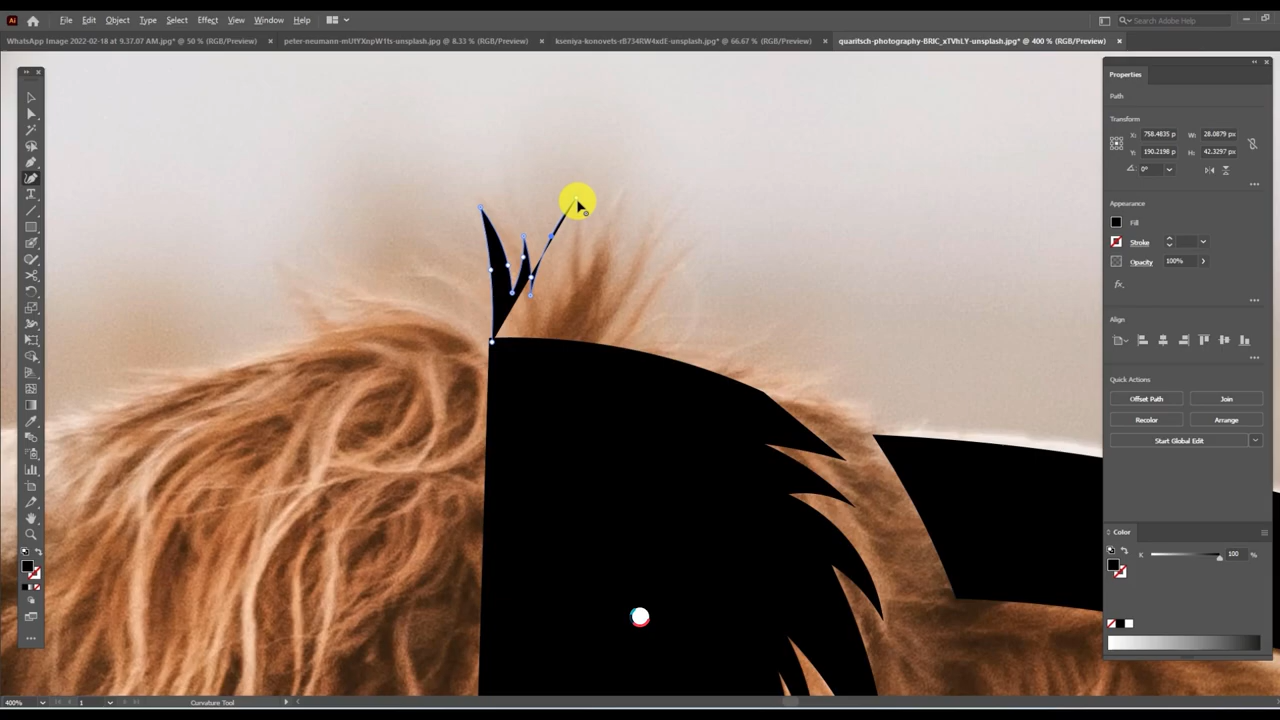 Ai File Edit Object Type Select Effect View Window Help Search Adobe Help
WhatsApp Image 2022-02-18 at 9.37.07 AM.jpg* @ 50 % (RGB/Preview) × peter-neumann-mUfYXnpW1ts-unsplash.jpg @ 8.33 % (RGB/Preview) × kseniya-konovets-rB734RW4xdE-unsplash.jpg* @ 66.67 % (RGB/Preview) × quaritsch-photography-BRIC_xTVhLY-unsplash.jpg* @ 400 % (RGB/Preview) ×
Properties
Path
Transform
X: 758.4835 p W: 28.0879 px
Y: 190.2198 p H: 42.3297 px
0°
Appearance
Fill
Stroke
Opacity 100%
fx.
Align
Quick Actions
Offset Path Join
Recolor Arrange
Start Global Edit
Color
K 100 %
400% 1 Curvature Tool